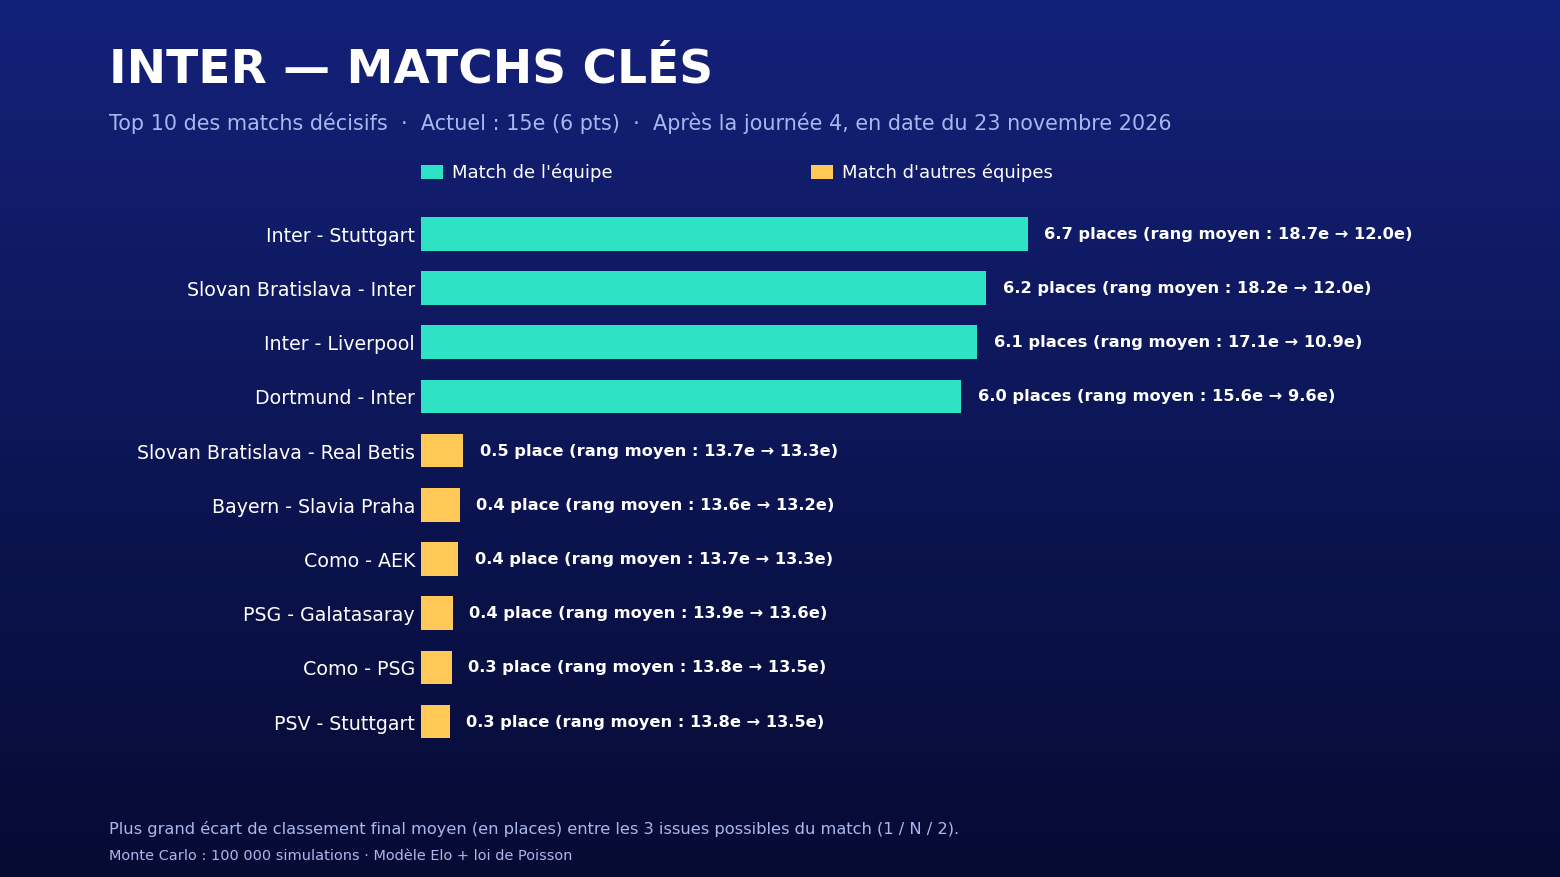 INTER — MATCHS CLÉS
Top 10 des matchs décisifs · Actuel : 15e (6 pts) · Après la journée 4, en date du 23 novembre 2026
Match de l'équipe
Match d'autres équipes
Inter - Stuttgart 6.7 places (rang moyen : 18.7e → 12.0e)
Slovan Bratislava - Inter 6.2 places (rang moyen : 18.2e → 12.0e)
Inter - Liverpool 6.1 places (rang moyen : 17.1e → 10.9e)
Dortmund - Inter 6.0 places (rang moyen : 15.6e → 9.6e)
Slovan Bratislava - Real Betis 0.5 place (rang moyen : 13.7e → 13.3e)
Bayern - Slavia Praha 0.4 place (rang moyen : 13.6e → 13.2e)
Como - AEK 0.4 place (rang moyen : 13.7e → 13.3e)
PSG - Galatasaray 0.4 place (rang moyen : 13.9e → 13.6e)
Como - PSG 0.3 place (rang moyen : 13.8e → 13.5e)
PSV - Stuttgart 0.3 place (rang moyen : 13.8e → 13.5e)
Plus grand écart de classement final moyen (en places) entre les 3 issues possibles du match (1 / N / 2).
Monte Carlo : 100 000 simulations · Modèle Elo + loi de Poisson